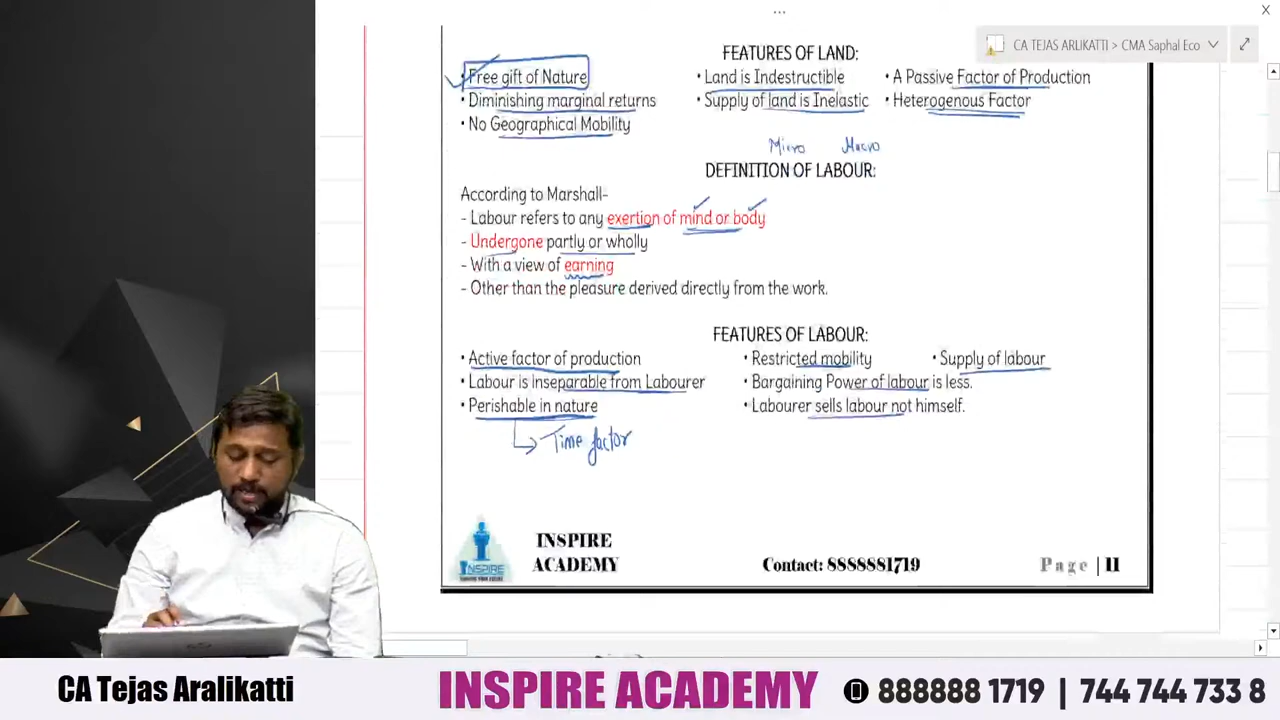 CA TEJAS ARLIKATTI > CMA Saphal Eco
FEATURES OF LAND:
• Free gift of Nature • Land is Indestructible • A Passive Factor of Production
• Diminishing marginal returns • Supply of land is Inelastic • Heterogenous Factor
• No Geographical Mobility
Micro Macro
DEFINITION OF LABOUR:
According to Marshall-
- Labour refers to any exertion of mind or body
- Undergone partly or wholly
- With a view of earning
- Other than the pleasure derived directly from the work.
FEATURES OF LABOUR:
• Active factor of production • Restricted mobility • Supply of labour
• Labour is Inseparable from Labourer • Bargaining Power of labour is less.
• Perishable in nature • Labourer sells labour not himself.
Time factor
INSPIRE
INSPIRE
ACADEMY
Contact: 8888881719
Page | 11
CA Tejas Aralikatti
INSPIRE ACADEMY
888888 1719 | 744 744 733 8